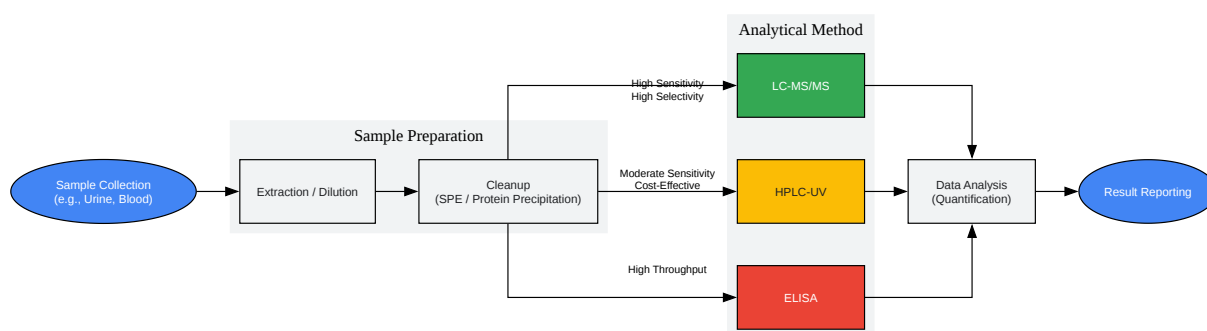 Analytical Method
High Sensitivity
High Selectivity
LC-MS/MS
Sample Preparation
Sample Collection
(e.g., Urine, Blood)
Extraction / Dilution
Cleanup
(SPE / Protein Precipitation)
Moderate Sensitivity
Cost-Effective
HPLC-UV
Data Analysis
(Quantification)
Result Reporting
High Throughput
ELISA